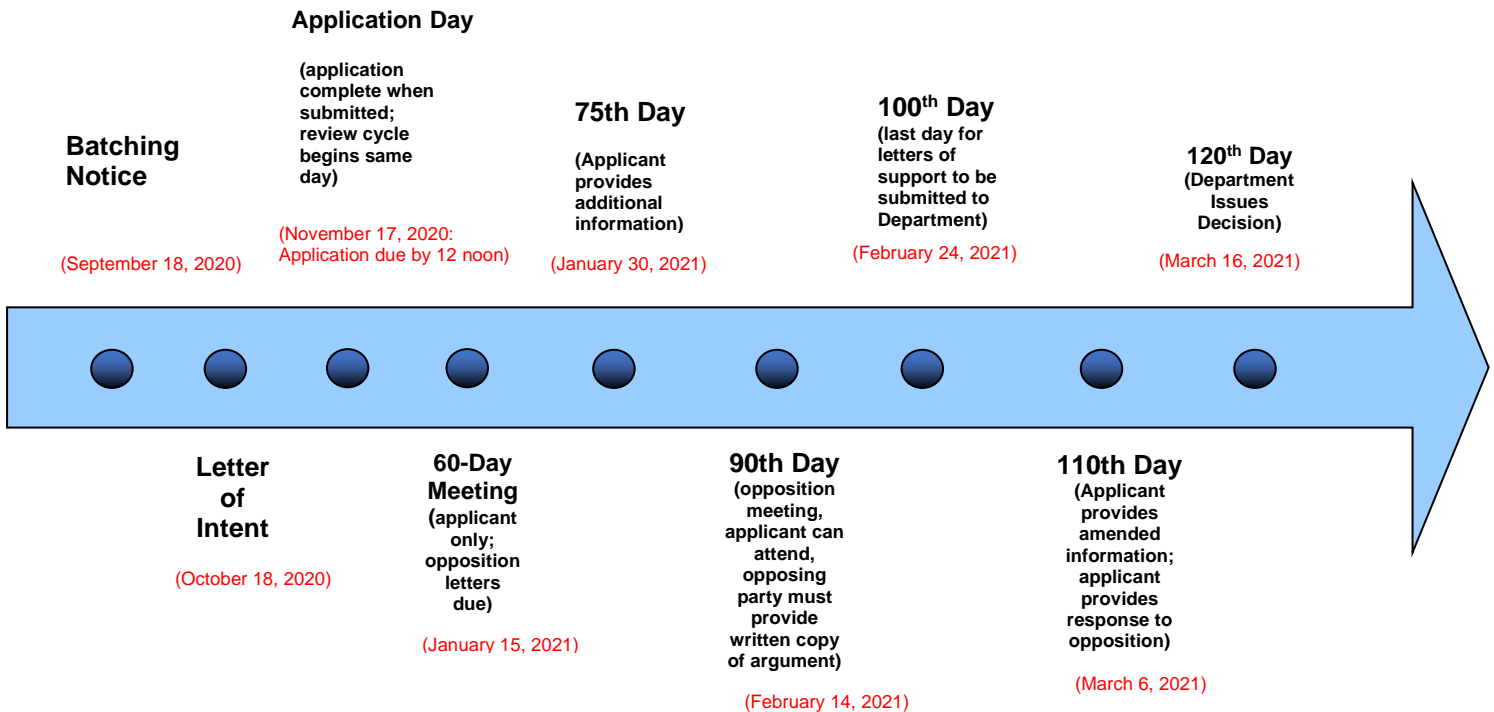 Application Day
(application
complete when
submitted;
review cycle
begins same
day)
(November 17, 2020:
Application due by 12 noon)
Batching
Notice
(September 18, 2020)
75th Day
(Applicant
provides
additional
information)
(January 30, 2021)
100th Day
(last day for
letters of
support to be
submitted to
Department)
(February 24, 2021)
120th Day
(Department
Issues
Decision)
(March 16, 2021)
Letter
of
Intent
(October 18, 2020)
60-Day
Meeting
(applicant
only;
opposition
letters
due)
(January 15, 2021)
90th Day
(opposition
meeting,
applicant can
attend,
opposing
party must
provide
written copy
of argument)
(February 14, 2021)
110th Day
(Applicant
provides
amended
information;
applicant
provides
response to
opposition)
(March 6, 2021)